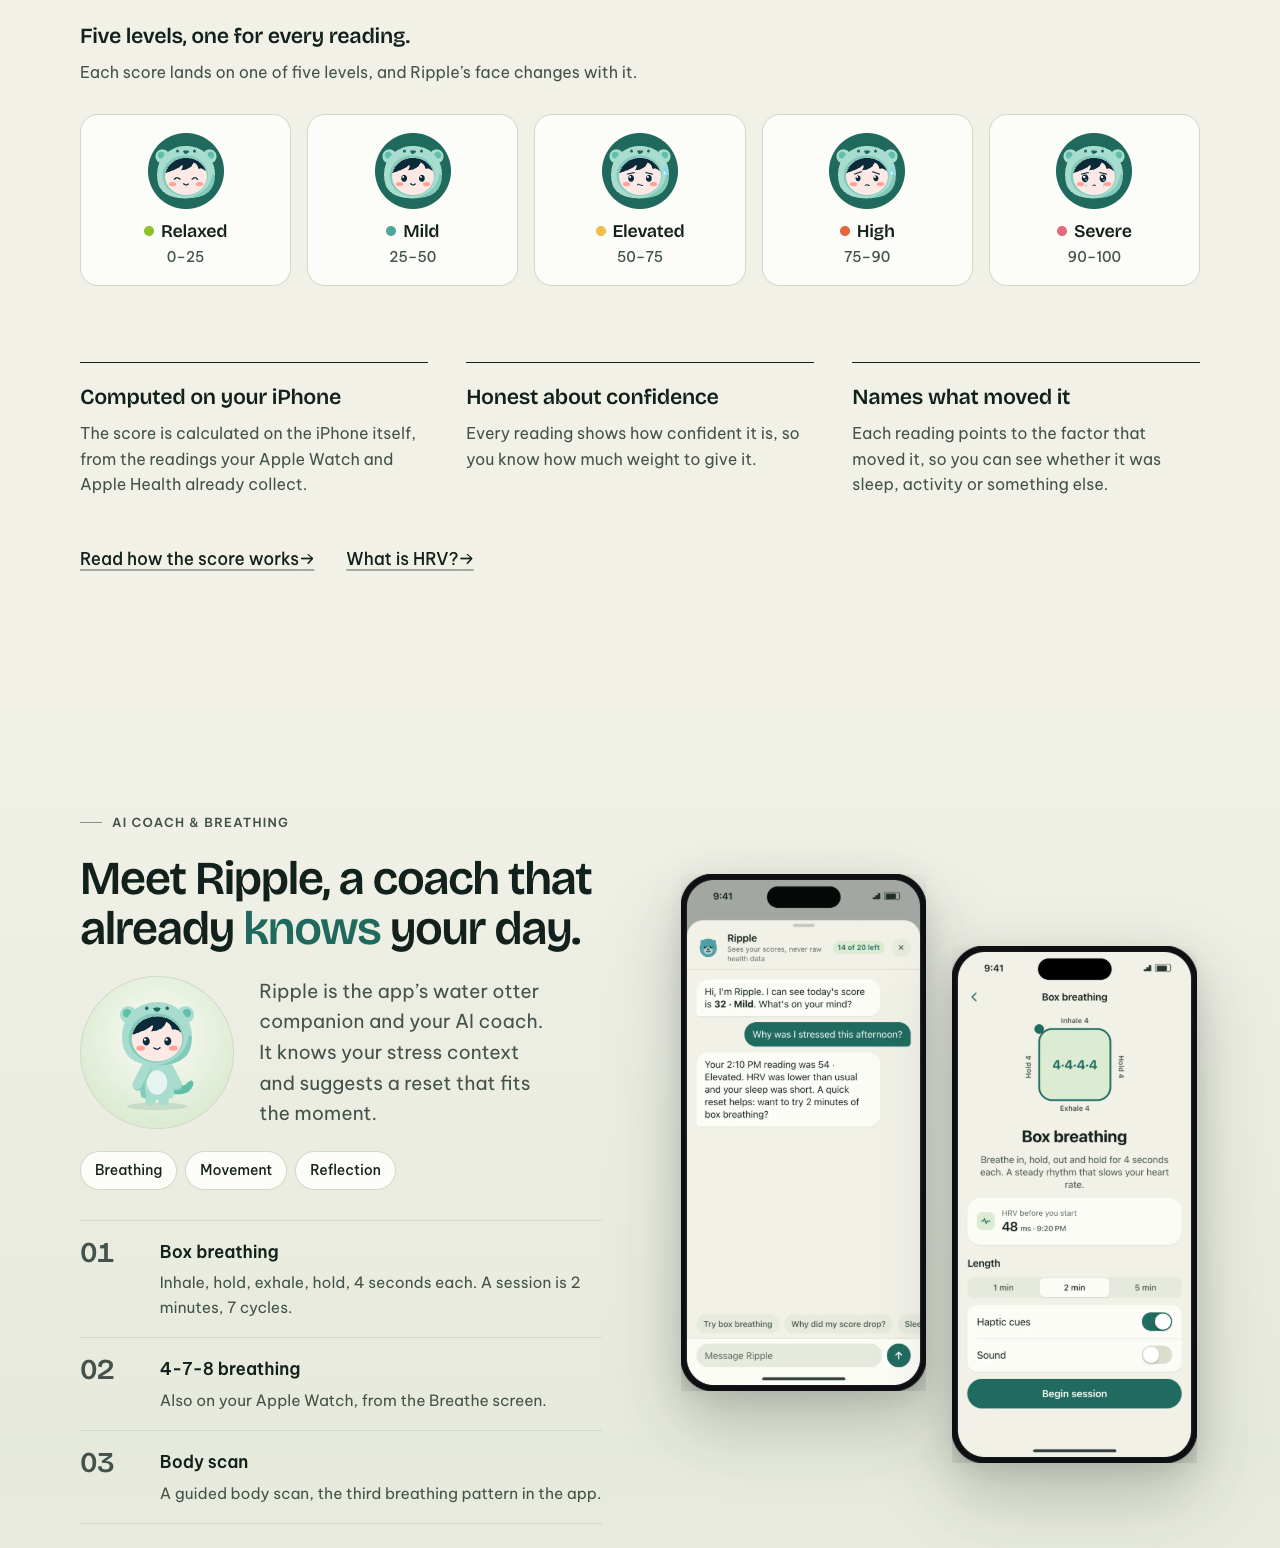 Five levels, one for every reading.
Each score lands on one of five levels, and Ripple’s face changes with it.
Relaxed
0–25
Mild
25–50
Elevated
50–75
High
75–90
Severe
90–100
Computed on your iPhone
The score is calculated on the iPhone itself,
from the readings your Apple Watch and
Apple Health already collect.
Honest about confidence
Every reading shows how confident it is, so
you know how much weight to give it.
Names what moved it
Each reading points to the factor that
moved it, so you can see whether it was
sleep, activity or something else.
Read how the score works→
What is HRV?→
AI COACH & BREATHING
Meet Ripple, a coach that
already knows your day.
Ripple is the app’s water otter
companion and your AI coach.
It knows your stress context
and suggests a reset that fits
the moment.
Breathing
Movement
Reflection
01
Box breathing
Inhale, hold, exhale, hold, 4 seconds each. A session is 2
minutes, 7 cycles.
02
4-7-8 breathing
Also on your Apple Watch, from the Breathe screen.
03
Body scan
A guided body scan, the third breathing pattern in the app.
9:41
Ripple
Sees your scores, never raw
health data
14 of 20 left
Hi, I'm Ripple. I can see today's score
is 32 · Mild. What's on your mind?
Why was I stressed this afternoon?
Your 2:10 PM reading was 54 ·
Elevated. HRV was lower than usual
and your sleep was short. A quick
reset helps: want to try 2 minutes of
box breathing?
Try box breathing
Why did my score drop?
Slee
Message Ripple
9:41
Box breathing
Inhale 4
Hold 4
4·4·4·4
Hold 4
Exhale 4
Box breathing
Breathe in, hold, out and hold for 4 seconds
each. A steady rhythm that slows your heart
rate.
HRV before you start
48 ms · 9:20 PM
Length
1 min
2 min
5 min
Haptic cues
Sound
Begin session